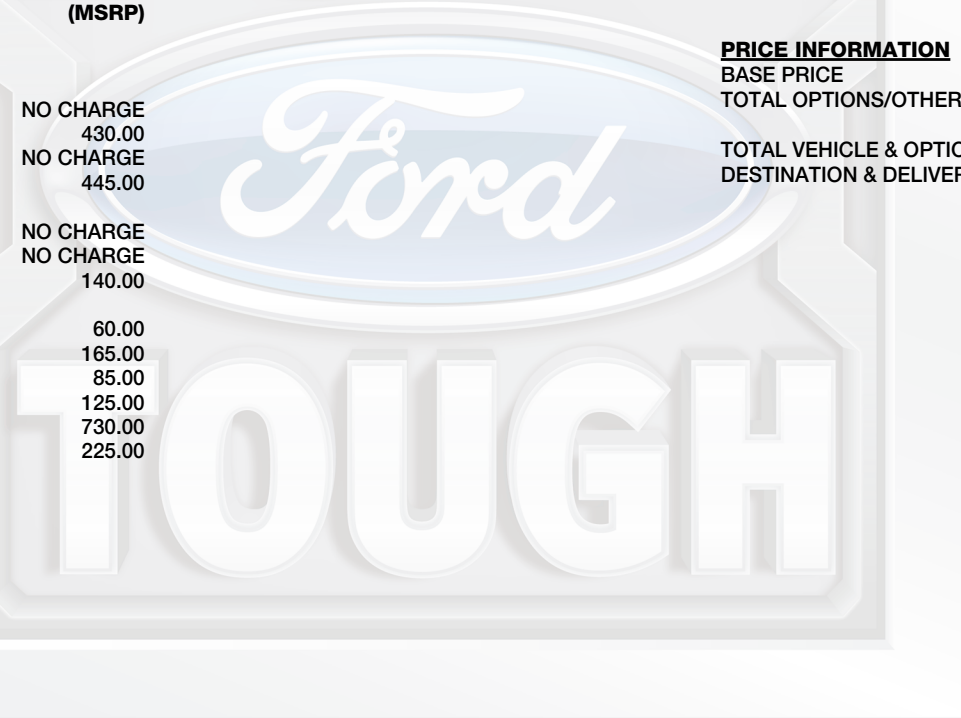 (MSRP)
NO CHARGE
430.00
NO CHARGE
445.00
NO CHARGE
NO CHARGE
140.00
60.00
165.00
85.00
125.00
730.00
225.00
PRICE INFORMATION
BASE PRICE
TOTAL OPTIONS/OTHER
TOTAL VEHICLE & OPTIO
DESTINATION & DELIVER
Ford
TOUGH